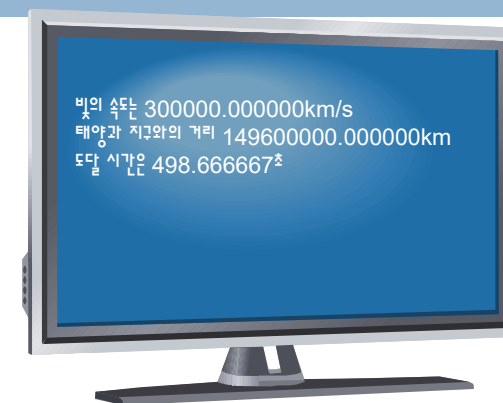 빛의 속도는 300000.000000km/s
태양과 지구와의 거리 149600000.000000km
도달 시간은 498.666667초